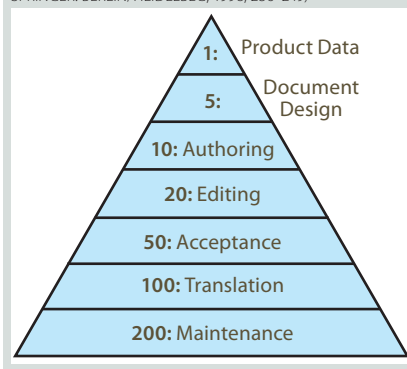 1: Product Data
5: Document
Design
10: Authoring
20: Editing
50: Acceptance
100: Translation
200: Maintenance